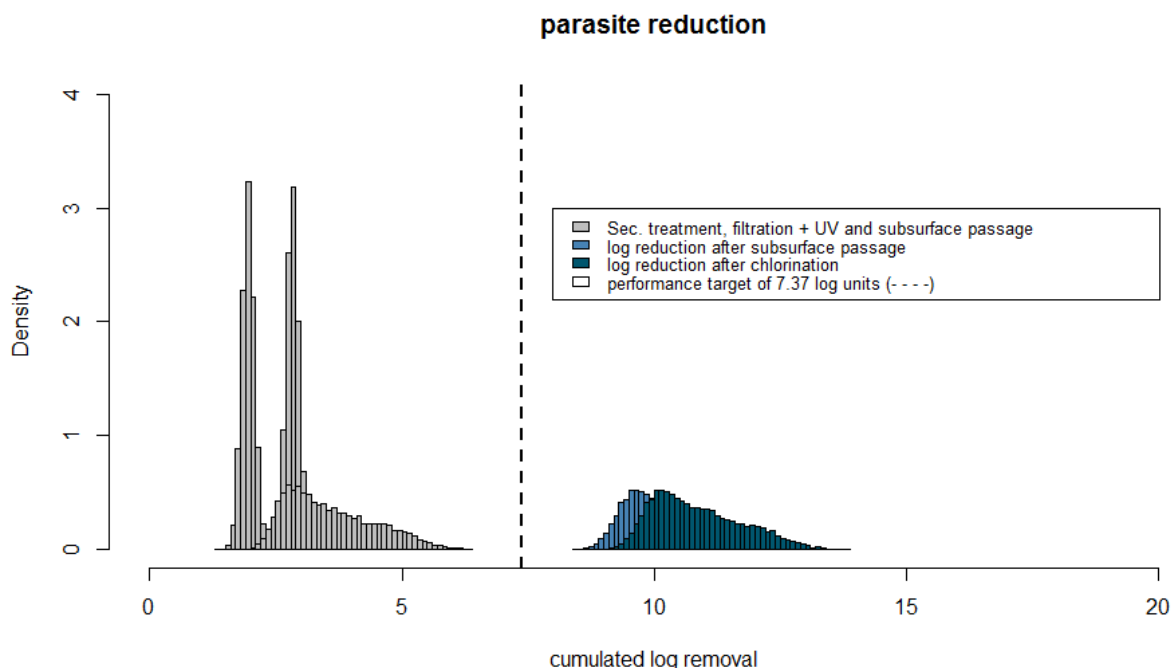 parasite reduction
Density
4
3
2
1
0
Sec. treatment, filtration + UV and subsurface passage
log reduction after subsurface passage
log reduction after chlorination
performance target of 7.37 log units (- - - -)
0 5 10 15 20
cumulated log removal